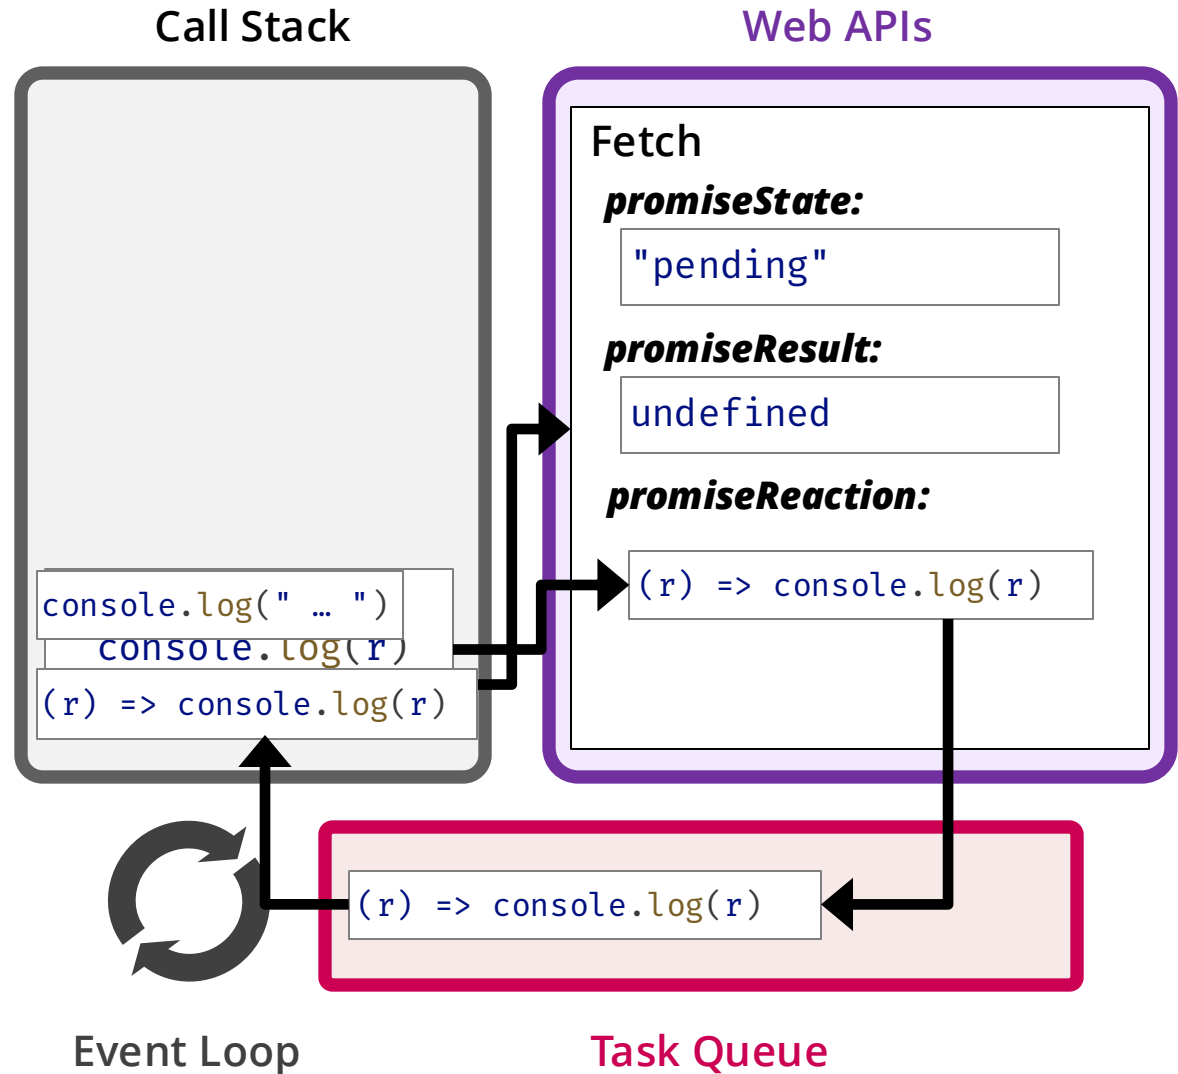 Call Stack
Web APIs
Fetch
promiseState:
"pending"
promiseResult:
undefined
promiseReaction:
(r) => console.log(r)
console.log(" … ")
console.log(r)
(r) => console.log(r)
(r) => console.log(r)
Event Loop
Task Queue